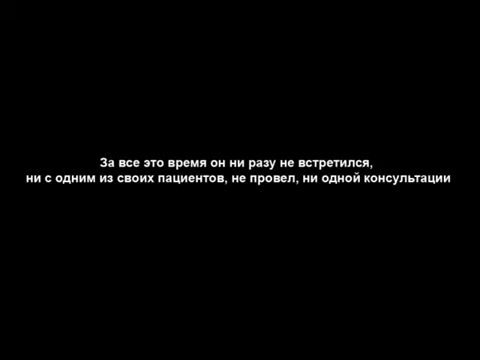 За все это время он ни разу не встретился,
ни с одним из своих пациентов, не провел, ни одной консультации